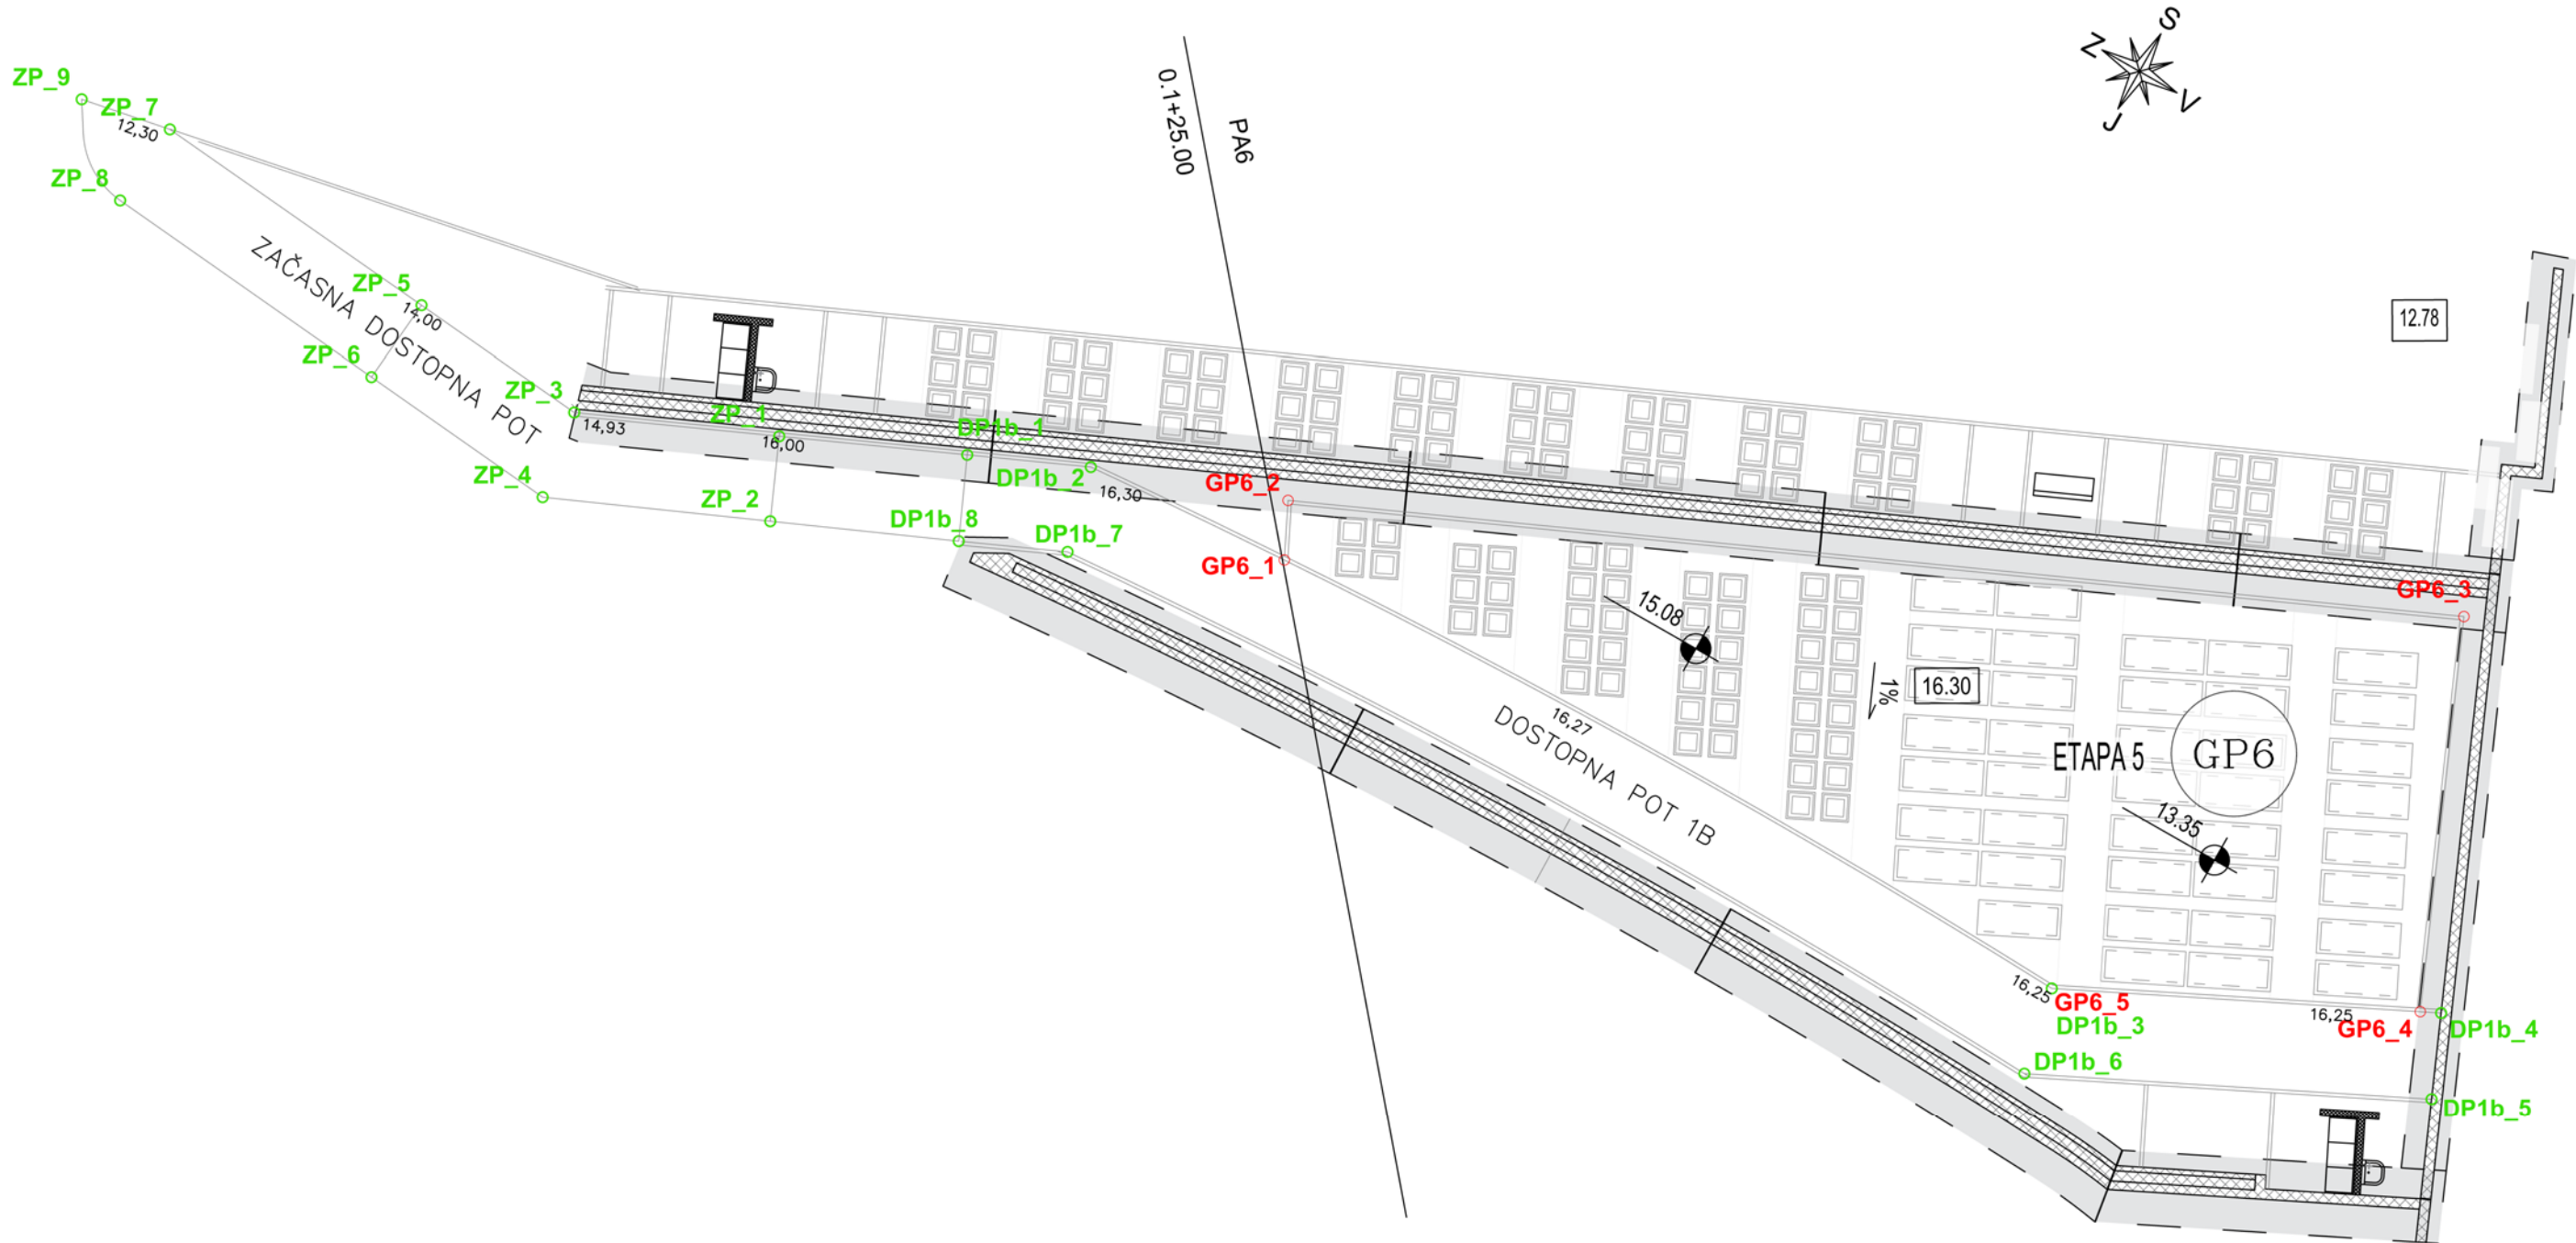 S
Z
V
J
ZP_9
ZP_7
12,30
ZP_8
ZAČASNA DOSTOPNA POT
ZP_5
14,00
ZP_6
ZP_3
14,93
ZP_4
ZP_1
16,00
ZP_2
DP1b_1
DP1b_2
16,30
DP1b_8
DP1b_7
0.1+25.00
PA6
GP6_2
GP6_1
12.78
GP6_3
15.08
1%
16.30
16,27
DOSTOPNA POT 1B
ETAPA 5
GP6
13.35
16,25
GP6_5
DP1b_3
16,25
GP6_4
DP1b_4
DP1b_6
DP1b_5